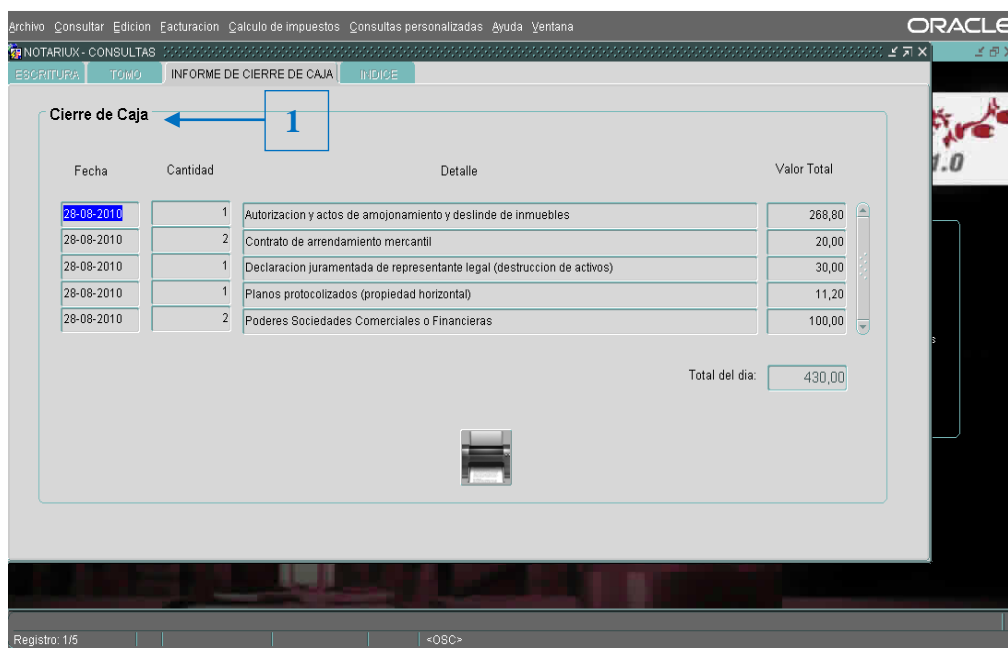 Archivo Consultar Edicion Facturacion Calculo de impuestos Consultas personalizadas Ayuda Ventana
ORACLE
NOTARIUX - CONSULTAS
ESCRITURA TOMO INFORME DE CIERRE DE CAJA INDICE
Cierre de Caja
1
1.0
Fecha Cantidad Detalle Valor Total
28-08-2010 1 Autorizacion y actos de amojonamiento y deslinde de inmuebles 268,80
28-08-2010 2 Contrato de arrendamiento mercantil 20,00
28-08-2010 1 Declaracion juramentada de representante legal (destruccion de activos) 30,00
28-08-2010 1 Planos protocolizados (propiedad horizontal) 11,20
28-08-2010 2 Poderes Sociedades Comerciales o Financieras 100,00
Total del dia: 430,00
Registro: 1/5 <OSC>